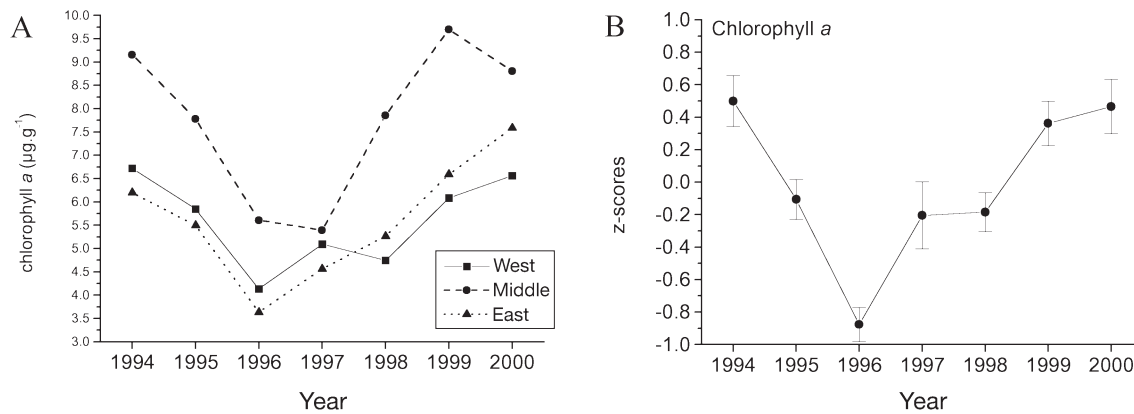 A
chlorophyll a (µg.g⁻¹)
10.0
9.5
9.0
8.5
8.0
7.5
7.0
6.5
6.0
5.5
5.0
4.5
4.0
3.5
3.0
West
Middle
East
1994 1995 1996 1997 1998 1999 2000
Year
B
Chlorophyll a
z-scores
1.0
0.8
0.6
0.4
0.2
0.0
-0.2
-0.4
-0.6
-0.8
-1.0
1994 1995 1996 1997 1998 1999 2000
Year